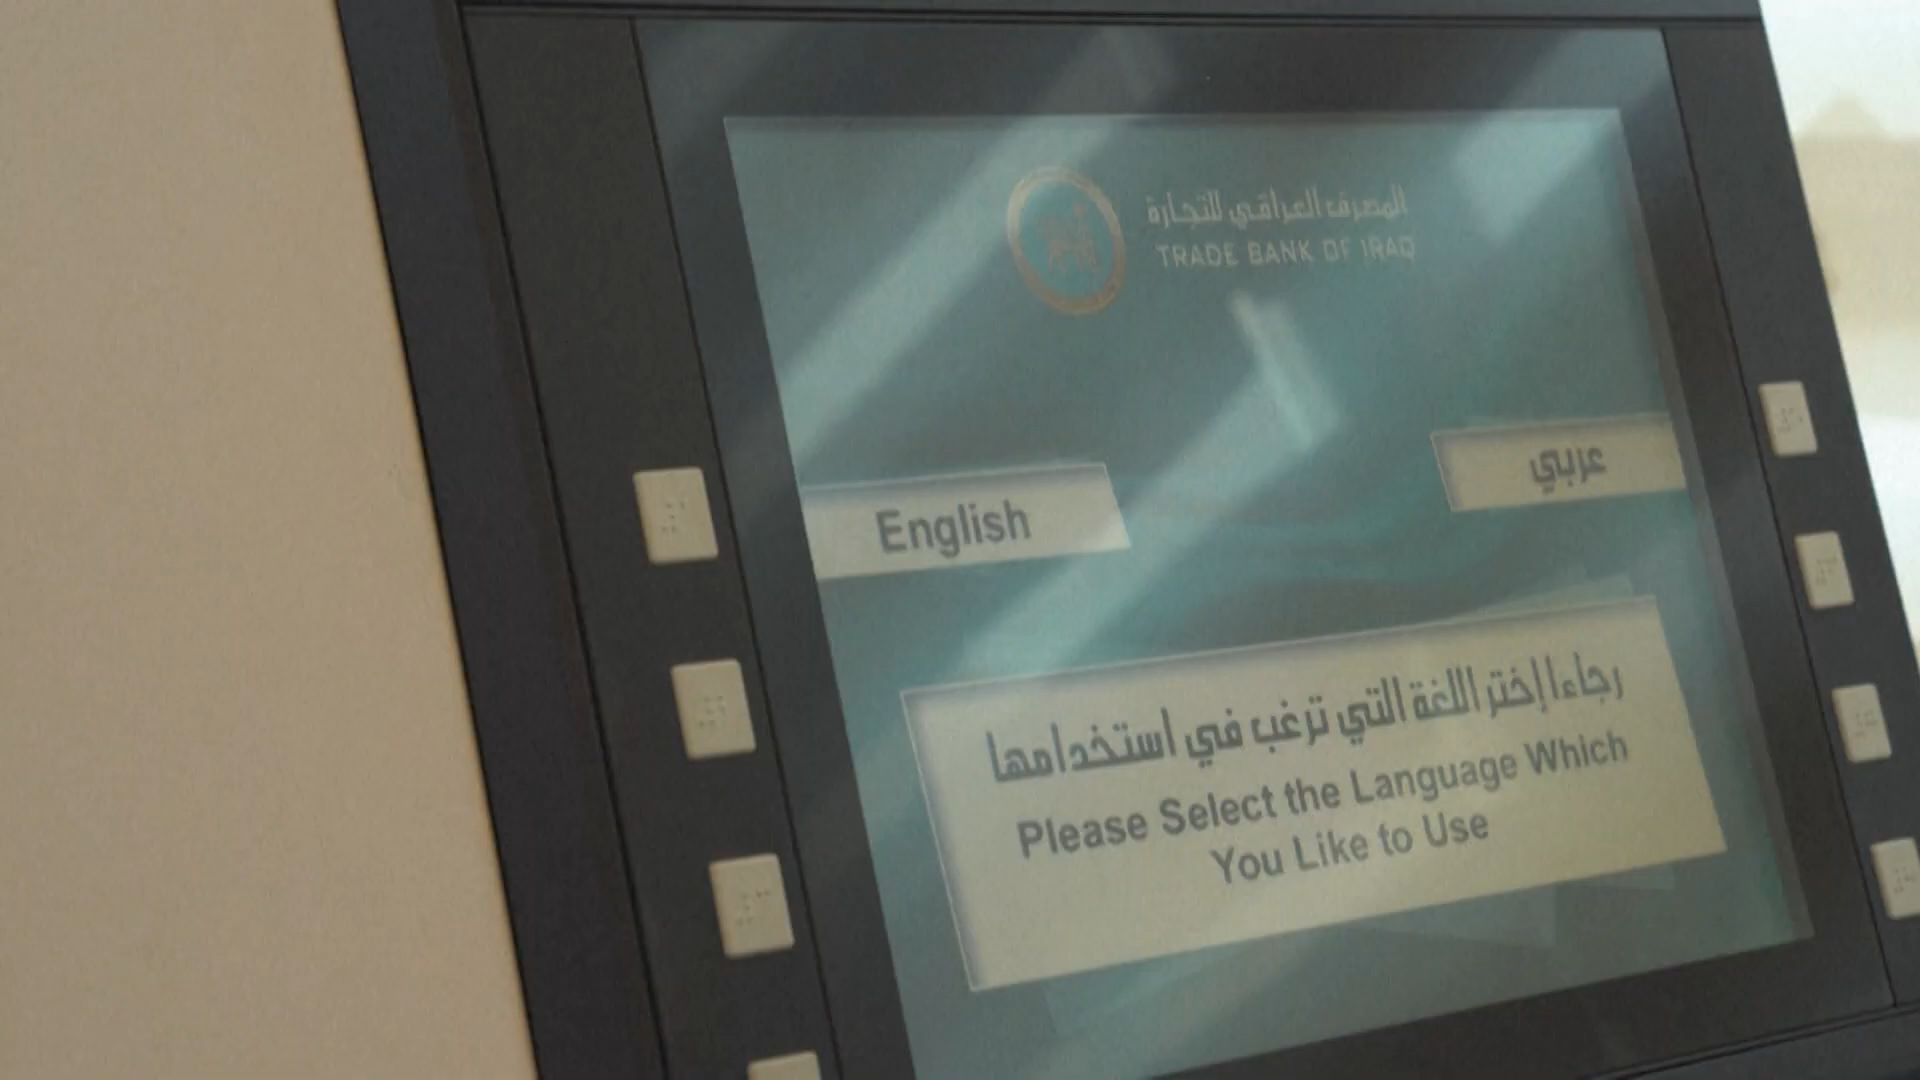 المصرف العراقي للتجارة
TRADE BANK OF IRAQ
عربي
English
رجاءا إختر اللغة التي ترغب في استخدامها
Please Select the Language Which
You Like to Use